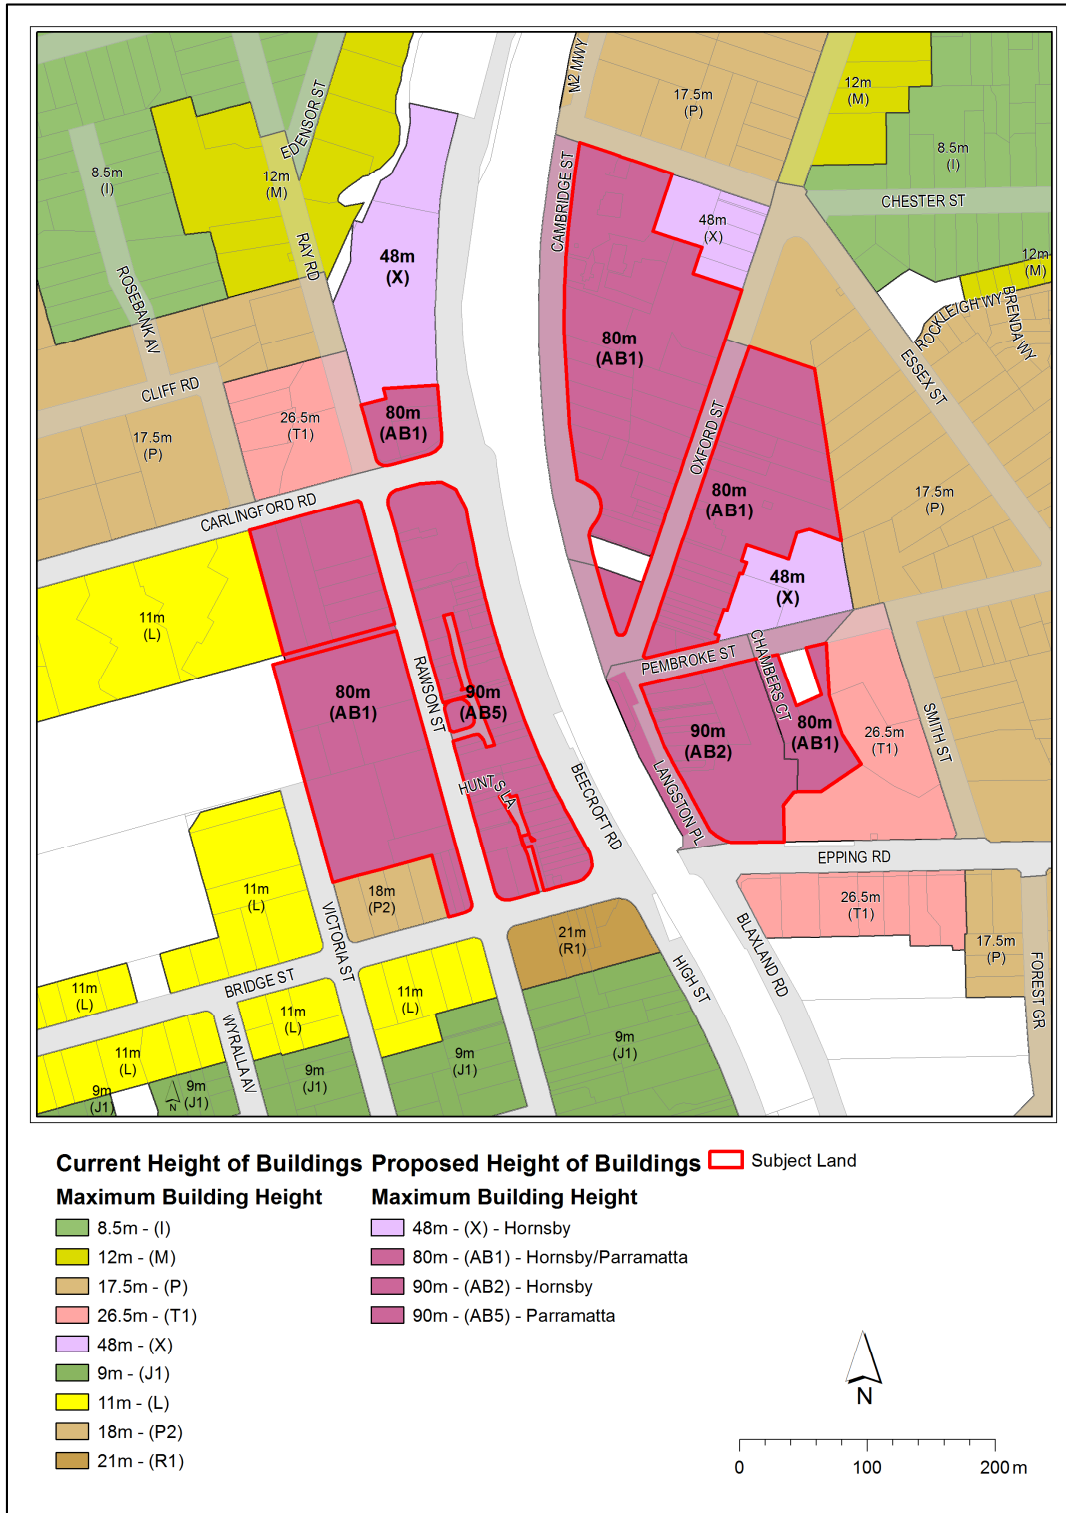 M2 MWY
12m
(M)
17.5m
(P)
EDENSOR ST
8.5m
(I)
8.5m
(I)
12m
(M)
CAMBRIDGE ST
CHESTER ST
48m
(X)
RAY RD
48m
(X)
12m
(M)
ROSEBANK AV
ROCKLEIGH WY
BRENDA WY
80m
(AB1)
ESSEX ST
CLIFF RD
80m
(AB1)
26.5m
(T1)
17.5m
(P)
OXFORD ST
80m
(AB1)
17.5m
(P)
CARLINGFORD RD
48m
(X)
11m
(L)
PEMBROKE ST
CHAMBERS CT
80m
(AB1)
RAWSON ST
90m
(AB5)
90m
(AB2)
80m
(AB1)
26.5m
(T1)
SMITH ST
HUNTS LA
BEECROFT RD
LANGSTON PL
EPPING RD
11m
(L)
18m
(P2)
26.5m
(T1)
VICTORIA ST
21m
(R1)
BLAXLAND RD
17.5m
(P)
FOREST GR
BRIDGE ST
HIGH ST
11m
(L)
11m
(L)
11m
(L)
WYRALLA AV
11m
(L)
9m
(J1)
9m
(J1)
9m
(J1)
9m
(J1)
9m
(J1)
N
Current Height of Buildings
Maximum Building Height
8.5m - (I)
12m - (M)
17.5m - (P)
26.5m - (T1)
48m - (X)
9m - (J1)
11m - (L)
18m - (P2)
21m - (R1)
Proposed Height of Buildings
Maximum Building Height
48m - (X) - Hornsby
80m - (AB1) - Hornsby/Parramatta
90m - (AB2) - Hornsby
90m - (AB5) - Parramatta
Subject Land
N
0 100 200 m